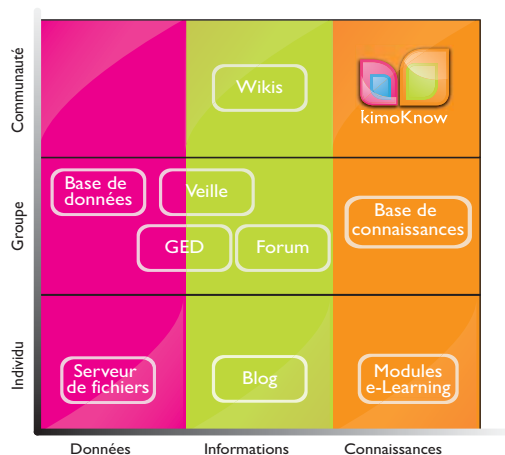 Communauté
Wikis
kimoKnow
Groupe
Base de
données
Veille
GED
Forum
Base de
connaissances
Individu
Serveur
de fichiers
Blog
Modules
e-Learning
Données
Informations
Connaissances